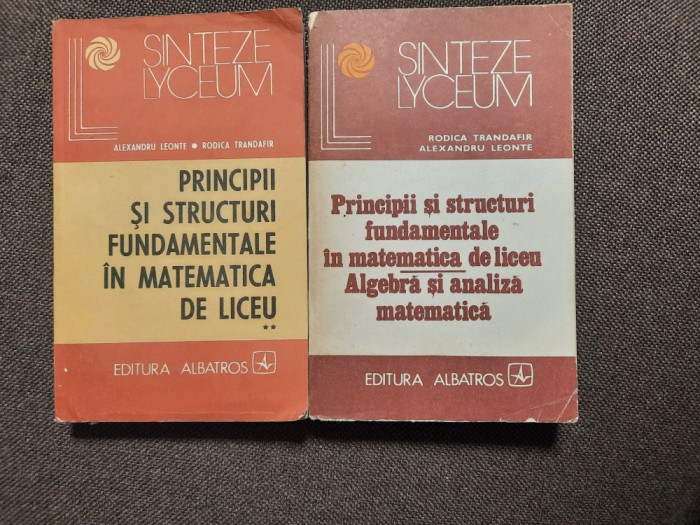 SINTEZE
LYCEUM
ALEXANDRU LEONTE • RODICA TRANDAFIR
PRINCIPII
ȘI STRUCTURI
FUNDAMENTALE
ÎN MATEMATICA
DE LICEU
**
EDITURA ALBATROS
SINTEZE
LYCEUM
RODICA TRANDAFIR
ALEXANDRU LEONTE
Principii și structuri
fundamentale
în matematica de liceu
Algebră și analiză
matematică
EDITURA ALBATROS